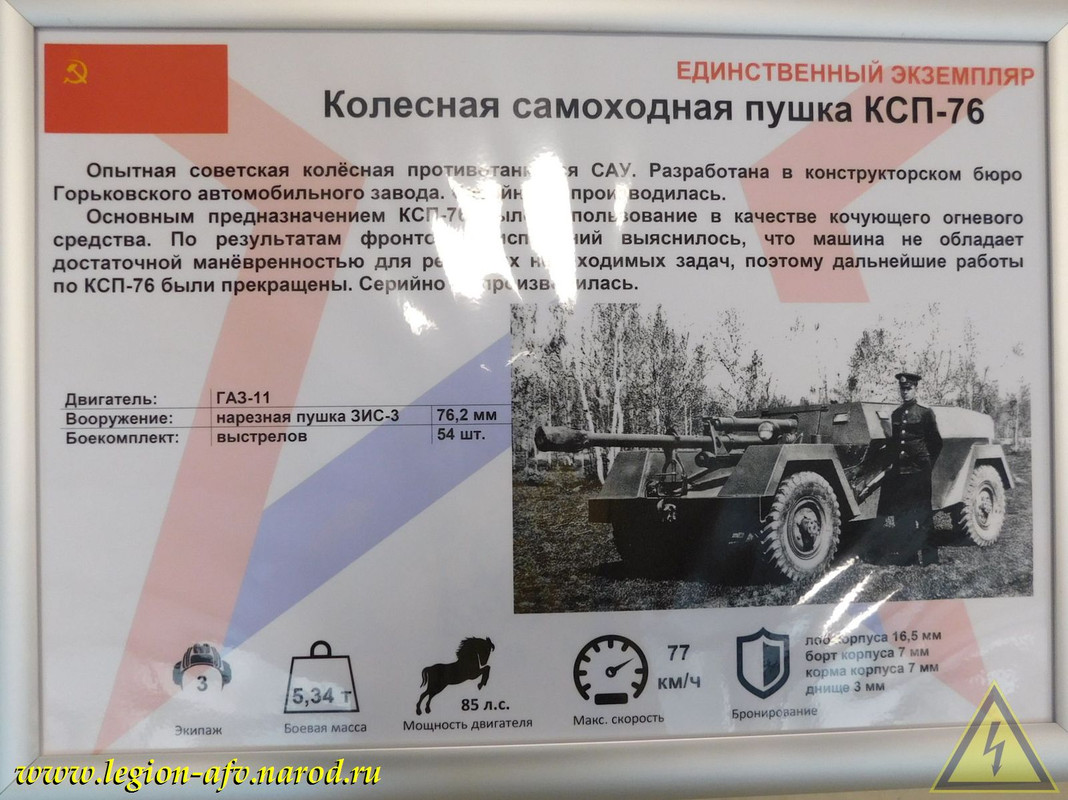 ЕДИНСТВЕННЫЙ ЭКЗЕМПЛЯР
Колесная самоходная пушка КСП-76
Опытная советская колёсная САУ. Разработана в конструкторском бюро
Горьковского автомобильного завода. производилась.
Основным предназначением КСП-76 использование в качестве кочующего огневого
средства. По результатам выяснилось, что машина не обладает
достаточной манёвренностью для задач, поэтому дальнейшие работы
по КСП-76 были прекращены. Серийно производилась.
Двигатель: ГАЗ-11
Вооружение: нарезная пушка ЗИС-3 76,2 мм
Боекомплект: выстрелов 54 шт.
3
Экипаж
5,34 т
Боевая масса
85 л.с.
Мощность двигателя
77
км/ч
Макс. скорость
лоб корпуса 16,5 мм
борт корпуса 7 мм
корма корпуса 7 мм
днище 3 мм
Бронирование
www.legion-afv.narod.ru